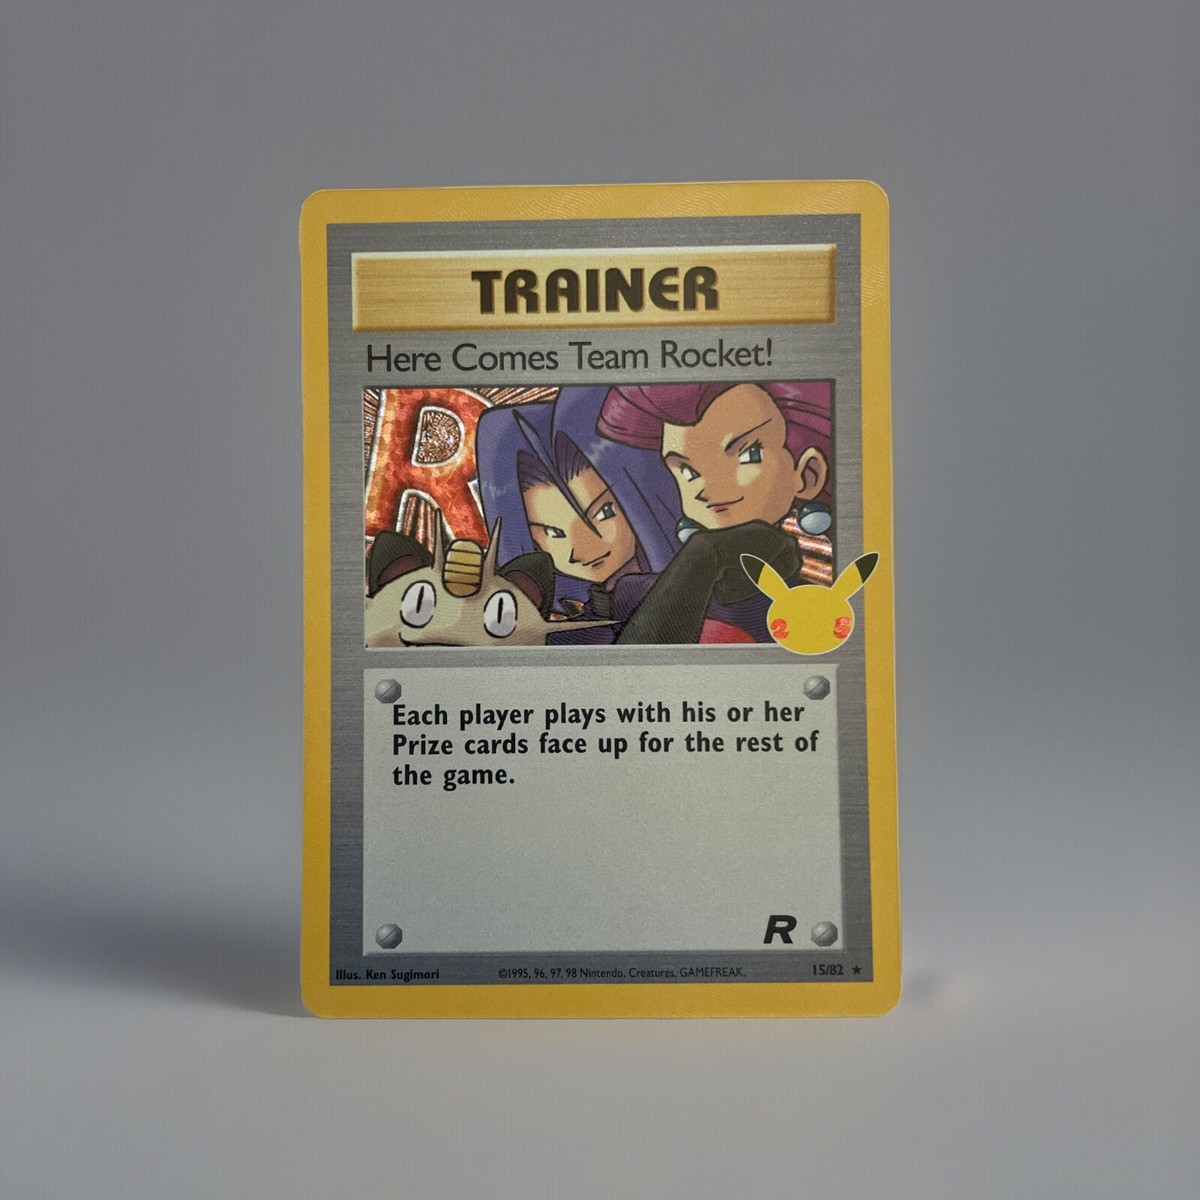 TRAINER
Here Comes Team Rocket!
R
25
Each player plays with his or her
Prize cards face up for the rest of
the game.
R
Illus. Ken Sugimori ©1995, 96, 97, 98 Nintendo, Creatures, GAMEFREAK. 15/82 ★